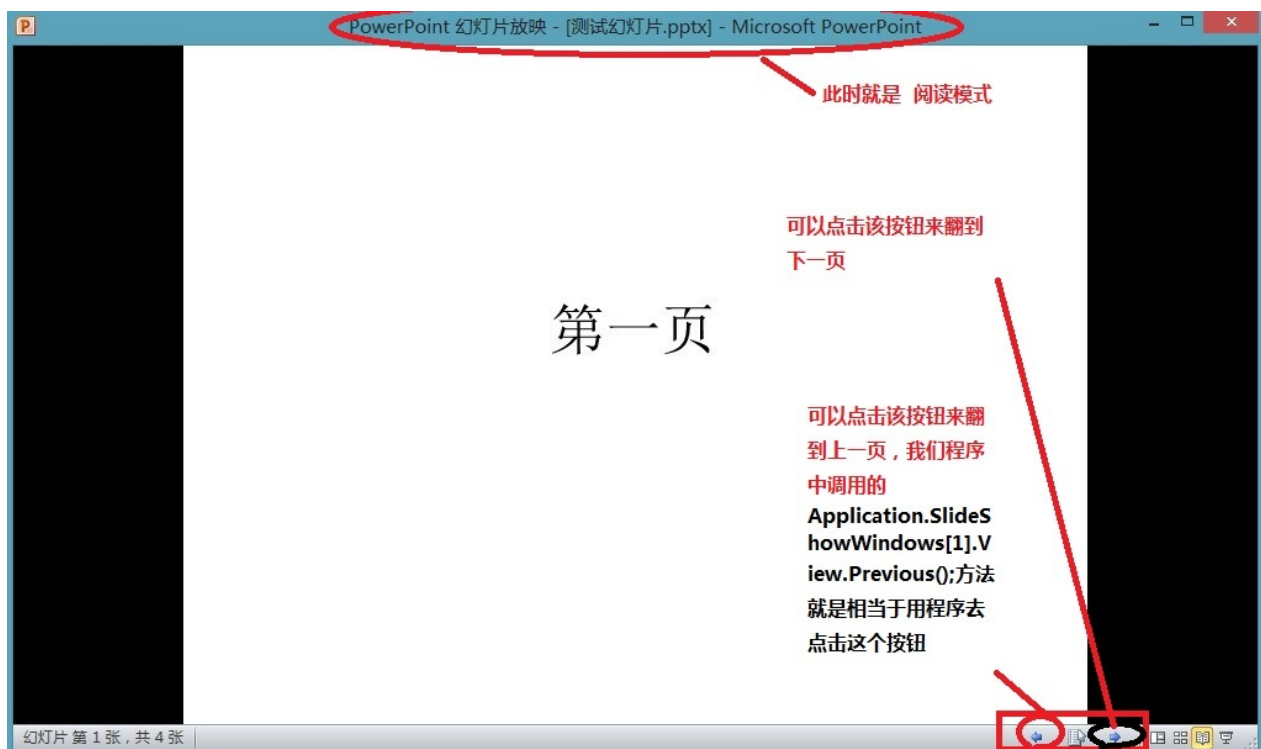 PowerPoint 幻灯片放映 - [测试幻灯片.pptx] - Microsoft PowerPoint
此时就是 阅读模式
可以点击该按钮来翻到
下一页
第一页
可以点击该按钮来翻
到上一页，我们程序
中调用的
Application.SlideS
howWindows[1].V
iew.Previous();方法
就是相当于用程序去
点击这个按钮
幻灯片 第 1 张，共 4 张